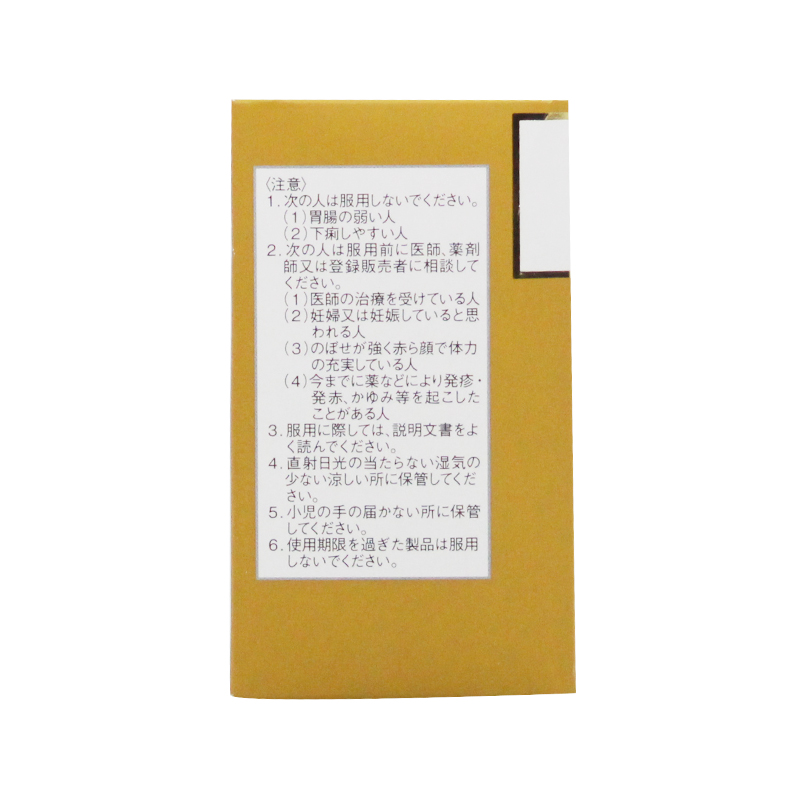 〈注意〉
1. 次の人は服用しないでください。
(1)胃腸の弱い人
(2)下痢しやすい人
2. 次の人は服用前に医師、薬剤
師又は登録販売者に相談して
ください。
(1)医師の治療を受けている人
(2)妊婦又は妊娠していると思
われる人
(3)のぼせが強く赤ら顔で体力
の充実している人
(4)今までに薬などにより発疹・
発赤、かゆみ等を起こした
ことがある人
3. 服用に際しては、説明文書をよ
く読んでください。
4. 直射日光の当たらない湿気の
少ない涼しい所に保管してくだ
さい。
5. 小児の手の届かない所に保管
してください。
6. 使用期限を過ぎた製品は服用
しないでください。